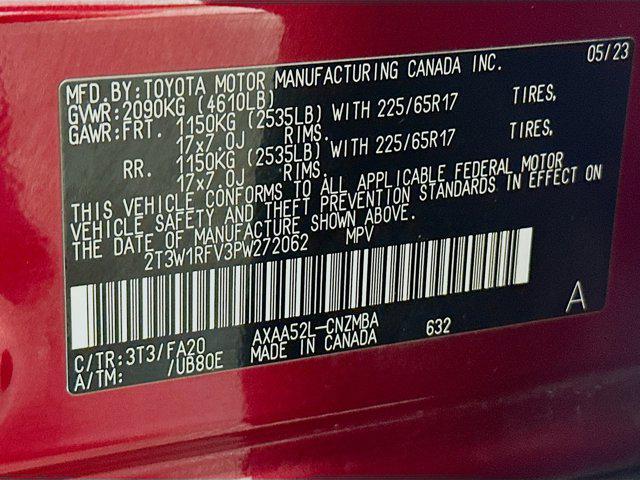 05/23
MFD.BY:TOYOTA MOTOR MANUFACTURING CANADA INC.
GVWR:2090KG (4610LB)
GAWR:FRT. 1150KG (2535LB) WITH 225/65R17 TIRES,
17x7.0J RIMS.
RR. 1150KG (2535LB) WITH 225/65R17 TIRES,
17x7.0J RIMS.
THIS VEHICLE CONFORMS TO ALL APPLICABLE FEDERAL MOTOR
VEHICLE SAFETY AND THEFT PREVENTION STANDARDS IN EFFECT ON
THE DATE OF MANUFACTURE SHOWN ABOVE.
2T3W1RFV3PW272062 MPV
A
C/TR:3T3/FA20 AXAA52L-CNZMBA 632
A/TM: /UB80E MADE IN CANADA